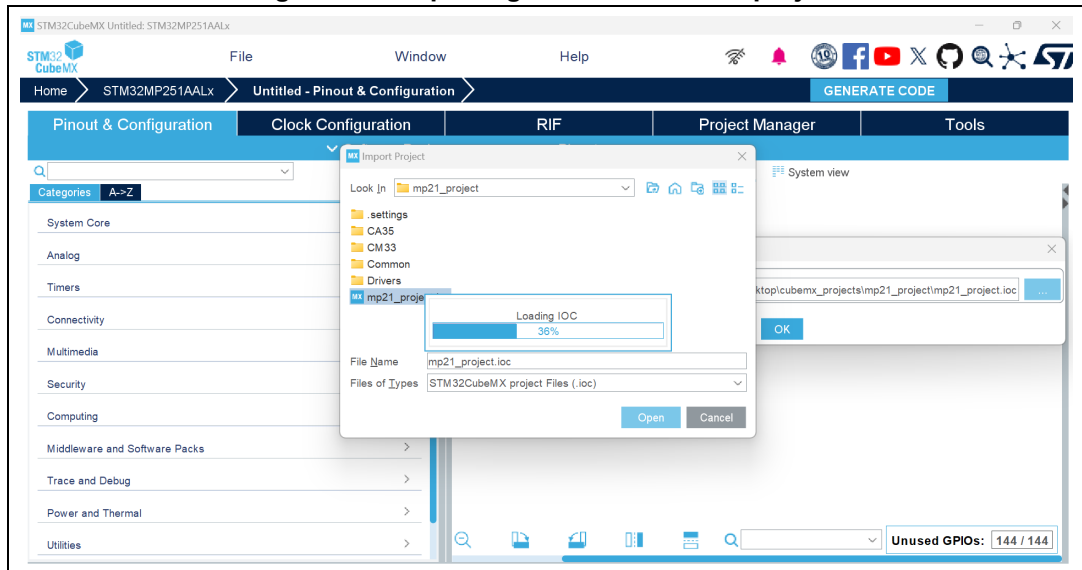 STM32CubeMX Untitled: STM32MP251AALx
STM32 CubeMX
File Window Help
Home STM32MP251AALx Untitled - Pinout & Configuration GENERATE CODE
Pinout & Configuration Clock Configuration RIF Project Manager Tools
MX Import Project
System view
Categories A->Z
Look In mp21_project
System Core
.settings
CA35
CM33
Analog
Common
Drivers
Timers
mp21_proje
ktop\cubemx_projects\mp21_project\mp21_project.ioc ...
Loading IOC
36%
Connectivity
OK
Multimedia
File Name mp21_project.ioc
Security
Files of Types STM32CubeMX project Files (.ioc)
Computing
Open Cancel
Middleware and Software Packs
Trace and Debug
Power and Thermal
Utilities
Unused GPIOs: 144 / 144